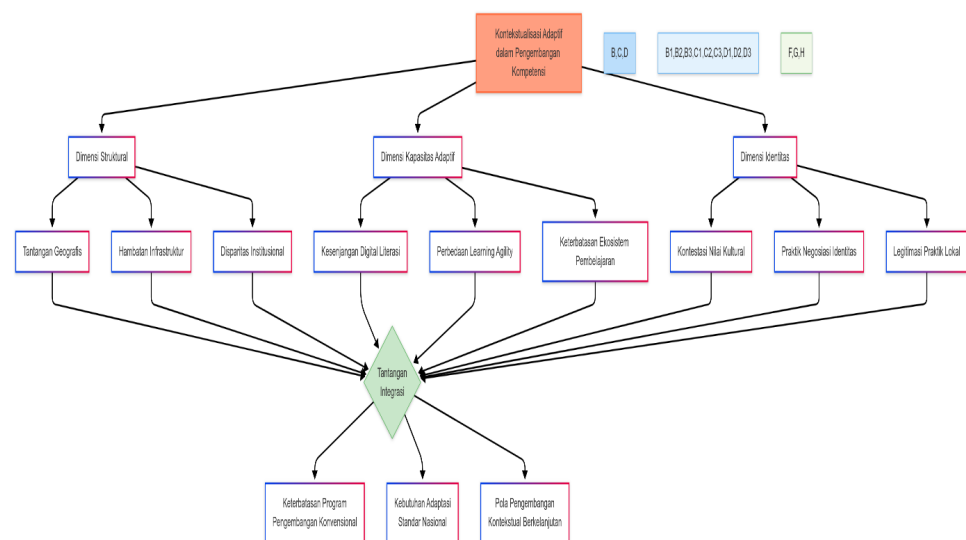 Kontekstualisasi Adaptif
dalam Pengembangan
Kompetensi
B,C,D
B1,B2,B3,C1,C2,C3,D1,D2,D3
F,G,H
Dimensi Struktural
Dimensi Kapasitas Adaptif
Dimensi Identitas
Tantangan Geografis
Hambatan Infrastruktur
Disparitas Institusional
Kesenjangan Digital Literasi
Perbedaan Learning Agility
Keterbatasan Ekosistem
Pembelajaran
Kontestasi Nilai Kultural
Praktik Negosiasi Identitas
Legitimasi Praktik Lokal
Tantangan
Integrasi
Keterbatasan Program
Pengembangan Konvensional
Kebutuhan Adaptasi
Standar Nasional
Pola Pengembangan
Kontekstual Berkelanjutan